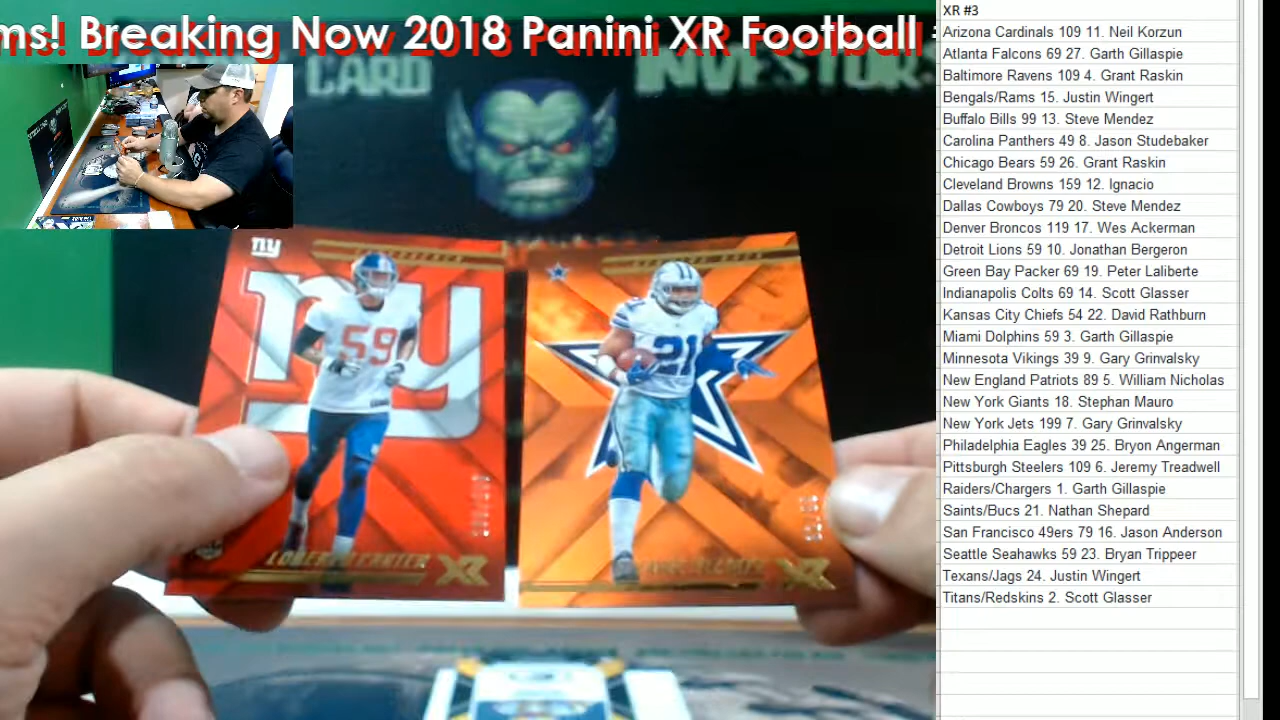 ms! Breaking Now 2018 Panini XR Football
CARD INVESTOR
ny
59
21
LORENZO CARTER XR
XR
XR #3
Arizona Cardinals 109 11. Neil Korzun
Atlanta Falcons 69 27. Garth Gillaspie
Baltimore Ravens 109 4. Grant Raskin
Bengals/Rams 15. Justin Wingert
Buffalo Bills 99 13. Steve Mendez
Carolina Panthers 49 8. Jason Studebaker
Chicago Bears 59 26. Grant Raskin
Cleveland Browns 159 12. Ignacio
Dallas Cowboys 79 20. Steve Mendez
Denver Broncos 119 17. Wes Ackerman
Detroit Lions 59 10. Jonathan Bergeron
Green Bay Packer 69 19. Peter Laliberte
Indianapolis Colts 69 14. Scott Glasser
Kansas City Chiefs 54 22. David Rathburn
Miami Dolphins 59 3. Garth Gillaspie
Minnesota Vikings 39 9. Gary Grinvalsky
New England Patriots 89 5. William Nicholas
New York Giants 18. Stephan Mauro
New York Jets 199 7. Gary Grinvalsky
Philadelphia Eagles 39 25. Bryon Angerman
Pittsburgh Steelers 109 6. Jeremy Treadwell
Raiders/Chargers 1. Garth Gillaspie
Saints/Bucs 21. Nathan Shepard
San Francisco 49ers 79 16. Jason Anderson
Seattle Seahawks 59 23. Bryan Trippeer
Texans/Jags 24. Justin Wingert
Titans/Redskins 2. Scott Glasser